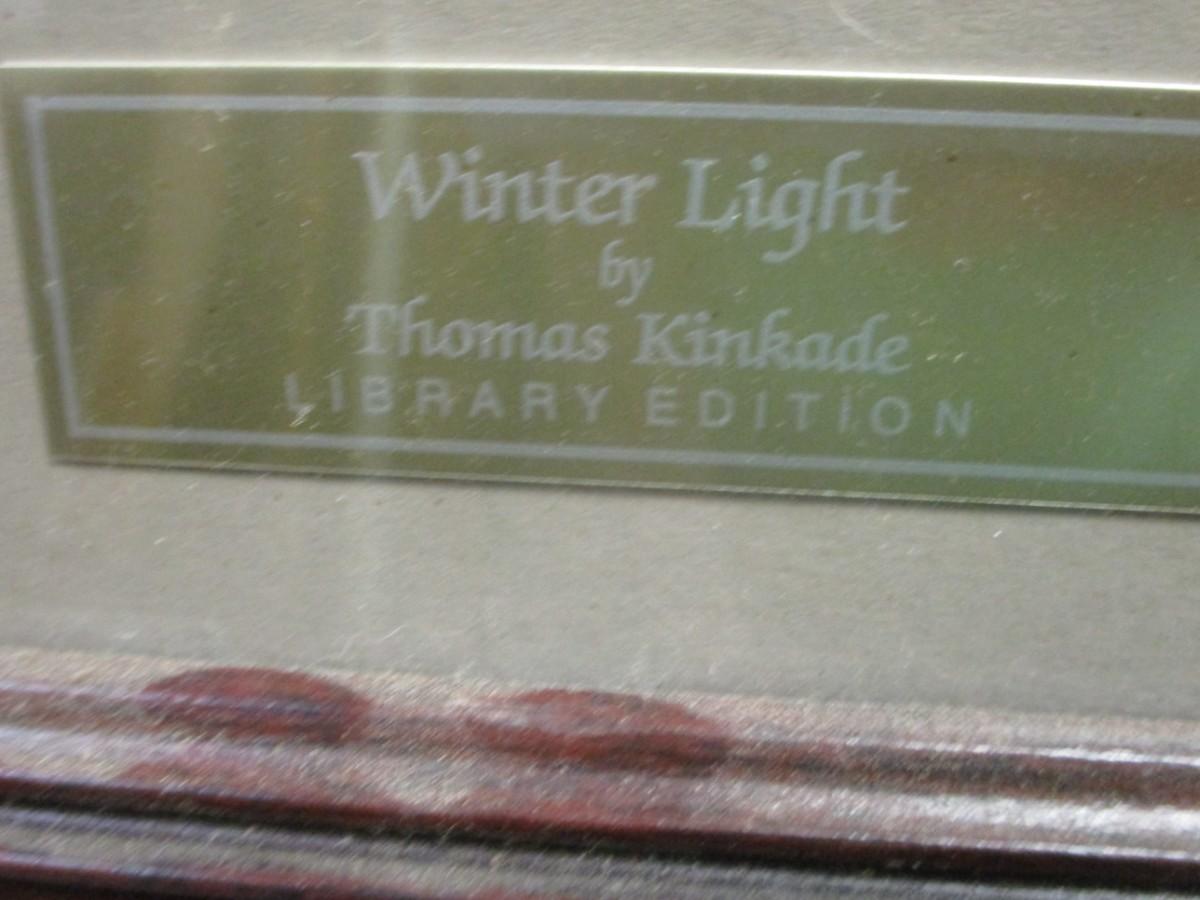 Winter Light
by
Thomas Kinkade
LIBRARY EDITION